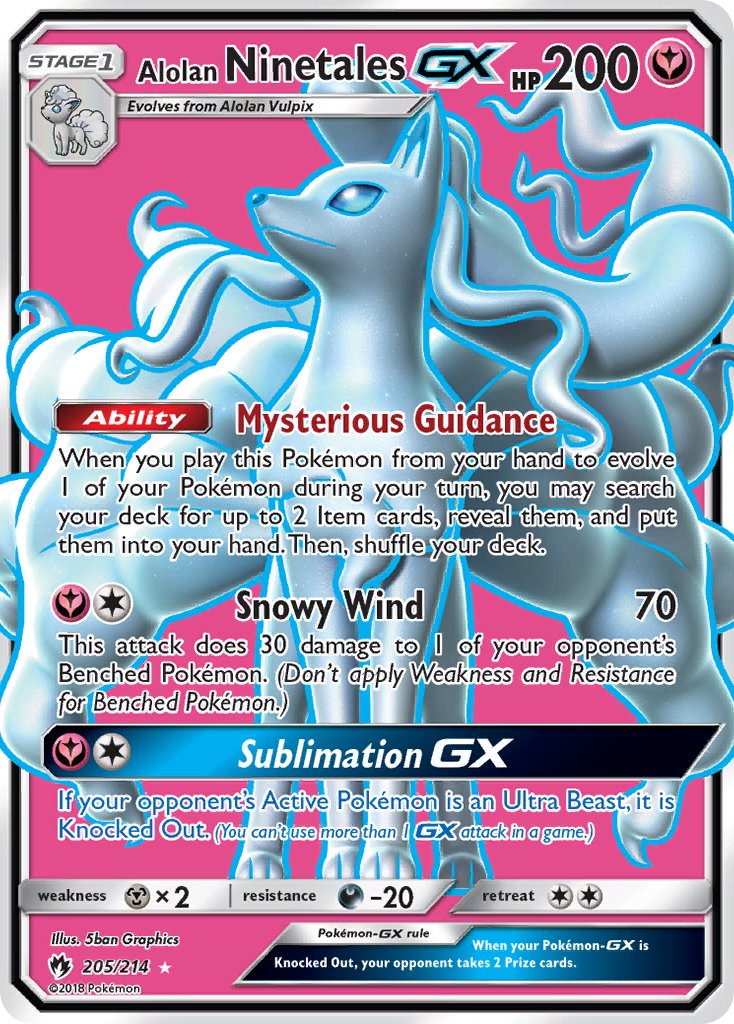 STAGE1 Alolan Ninetales GX HP 200
Evolves from Alolan Vulpix
Ability Mysterious Guidance
When you play this Pokémon from your hand to evolve
1 of your Pokémon during your turn, you may search
your deck for up to 2 Item cards, reveal them, and put
them into your hand. Then, shuffle your deck.
Snowy Wind 70
This attack does 30 damage to 1 of your opponent's
Benched Pokémon. (Don't apply Weakness and Resistance
for Benched Pokémon.)
Sublimation GX
If your opponent's Active Pokémon is an Ultra Beast, it is
Knocked Out. (You can't use more than 1 GX attack in a game.)
weakness ×2 resistance -20 retreat
Illus. 5ban Graphics
205/214
©2018 Pokémon
Pokémon-GX rule
When your Pokémon-GX is
Knocked Out, your opponent takes 2 Prize cards.